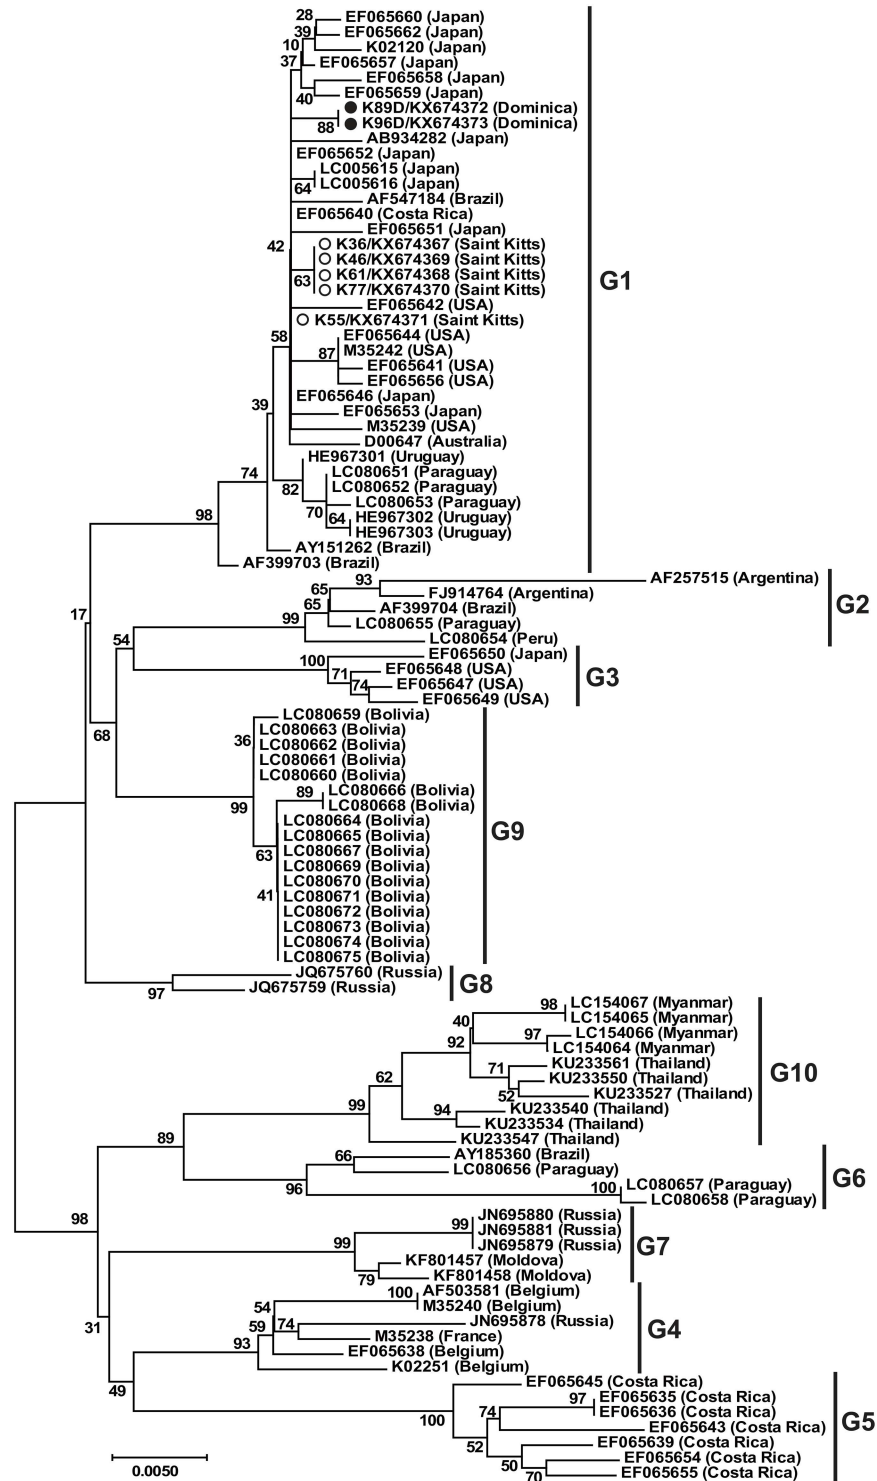 28
EF065660 (Japan)
39
EF065662 (Japan)
10
K02120 (Japan)
37
EF065657 (Japan)
EF065658 (Japan)
40
EF065659 (Japan)
K89D/KX674372 (Dominica)
88
K96D/KX674373 (Dominica)
AB934282 (Japan)
EF065652 (Japan)
LC005615 (Japan)
64
LC005616 (Japan)
AF547184 (Brazil)
EF065640 (Costa Rica)
EF065651 (Japan)
42
K36/KX674367 (Saint Kitts)
K46/KX674369 (Saint Kitts)
63
K61/KX674368 (Saint Kitts)
G1
K77/KX674370 (Saint Kitts)
EF065642 (USA)
K55/KX674371 (Saint Kitts)
58
EF065644 (USA)
87
M35242 (USA)
EF065641 (USA)
EF065656 (USA)
EF065646 (Japan)
39
EF065653 (Japan)
M35239 (USA)
D00647 (Australia)
HE967301 (Uruguay)
74
LC080651 (Paraguay)
82
LC080652 (Paraguay)
70
LC080653 (Paraguay)
98
64
HE967302 (Uruguay)
HE967303 (Uruguay)
AY151262 (Brazil)
AF399703 (Brazil)
93
AF257515 (Argentina)
65
FJ914764 (Argentina)
G2
17
65
AF399704 (Brazil)
99
LC080655 (Paraguay)
54
LC080654 (Peru)
100
EF065650 (Japan)
71
EF065648 (USA)
G3
74
EF065647 (USA)
EF065649 (USA)
68
LC080659 (Bolivia)
36
LC080663 (Bolivia)
LC080662 (Bolivia)
LC080661 (Bolivia)
LC080660 (Bolivia)
99
89
LC080666 (Bolivia)
LC080668 (Bolivia)
LC080664 (Bolivia)
G9
LC080665 (Bolivia)
63
LC080667 (Bolivia)
LC080669 (Bolivia)
LC080670 (Bolivia)
41
LC080671 (Bolivia)
LC080672 (Bolivia)
LC080673 (Bolivia)
LC080674 (Bolivia)
LC080675 (Bolivia)
JQ675760 (Russia)
G8
97
JQ675759 (Russia)
98
LC154067 (Myanmar)
40
LC154065 (Myanmar)
92
97
LC154066 (Myanmar)
LC154064 (Myanmar)
71
KU233561 (Thailand)
G10
62
KU233550 (Thailand)
52
KU233527 (Thailand)
99
94
KU233540 (Thailand)
KU233534 (Thailand)
89
KU233547 (Thailand)
66
AY185360 (Brazil)
LC080656 (Paraguay)
G6
96
100
LC080657 (Paraguay)
LC080658 (Paraguay)
98
99
JN695880 (Russia)
JN695881 (Russia)
99
JN695879 (Russia)
G7
KF801457 (Moldova)
79
KF801458 (Moldova)
100
AF503581 (Belgium)
54
M35240 (Belgium)
31
59
74
JN695878 (Russia)
G4
93
M35238 (France)
EF065638 (Belgium)
K02251 (Belgium)
49
EF065645 (Costa Rica)
97
EF065635 (Costa Rica)
100
74
EF065636 (Costa Rica)
G5
EF065643 (Costa Rica)
52
EF065639 (Costa Rica)
50
EF065654 (Costa Rica)
70
EF065655 (Costa Rica)
0.0050